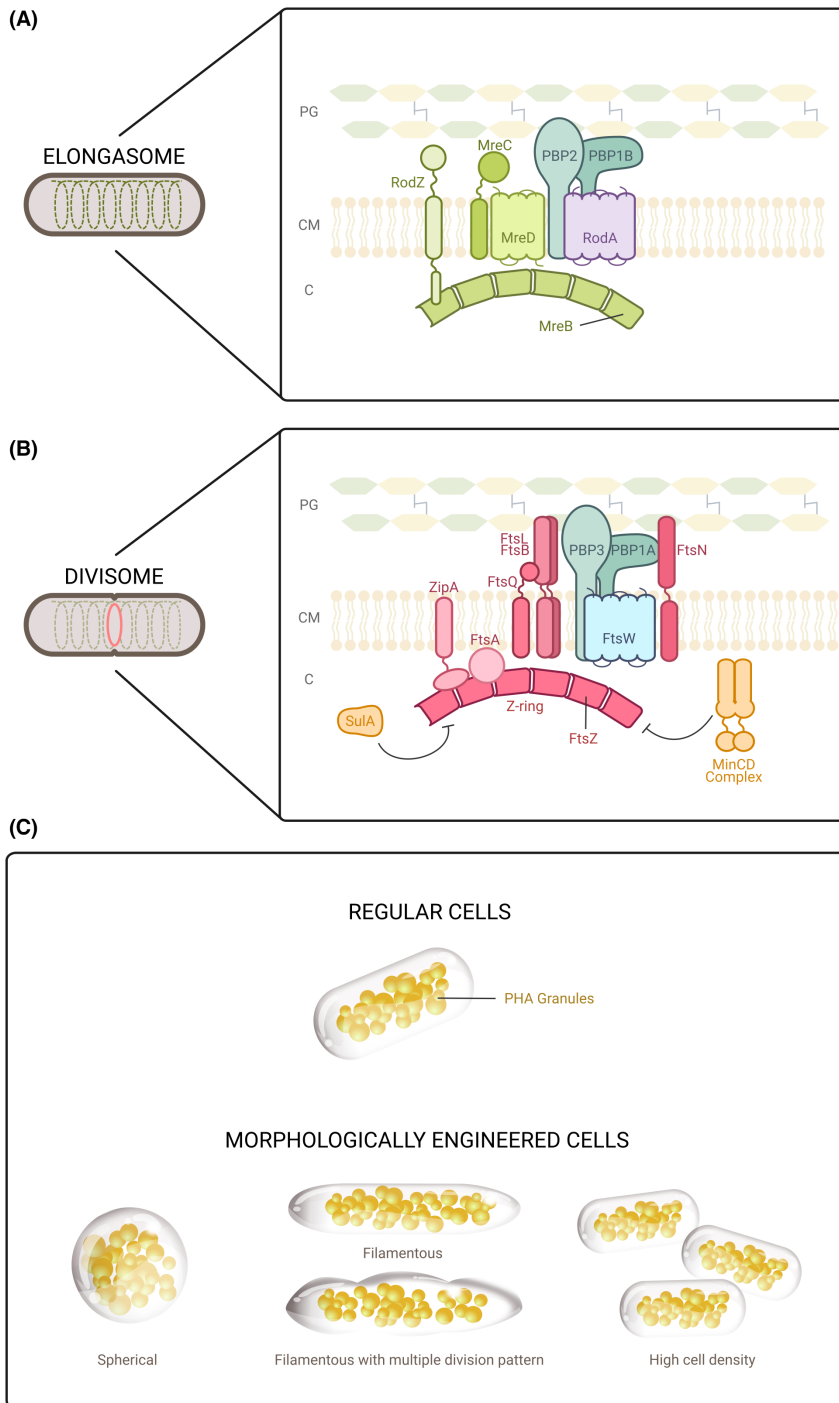 (A)
ELONGASOME
PG
CM
C
RodZ
MreC
PBP2
PBP1B
MreD
RodA
MreB
(B)
DIVISOME
PG
CM
C
FtsL
FtsB
PBP3
PBP1A
FtsN
FtsQ
ZipA
FtsA
FtsW
SulA
Z-ring
FtsZ
MinCD
Complex
(C)
REGULAR CELLS
PHA Granules
MORPHOLOGICALLY ENGINEERED CELLS
Filamentous
Spherical
Filamentous with multiple division pattern
High cell density